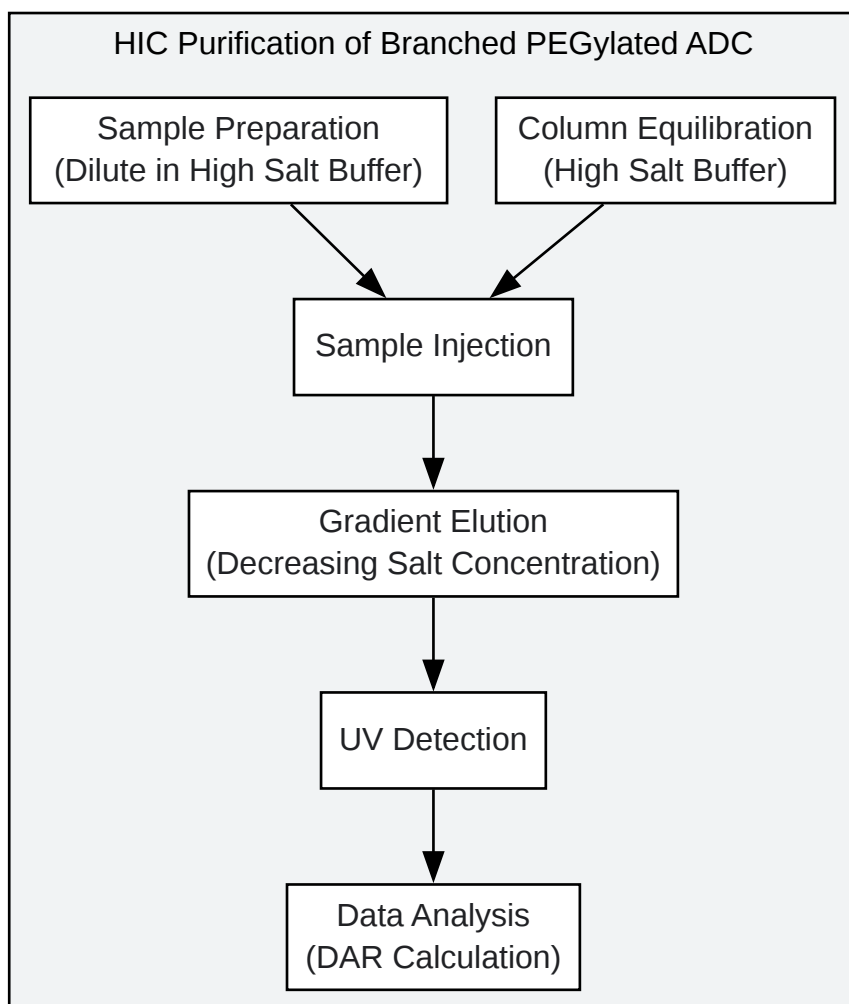 HIC Purification of Branched PEGylated ADC
Sample Preparation
(Dilute in High Salt Buffer)
Column Equilibration
(High Salt Buffer)
Sample Injection
Gradient Elution
(Decreasing Salt Concentration)
UV Detection
Data Analysis
(DAR Calculation)